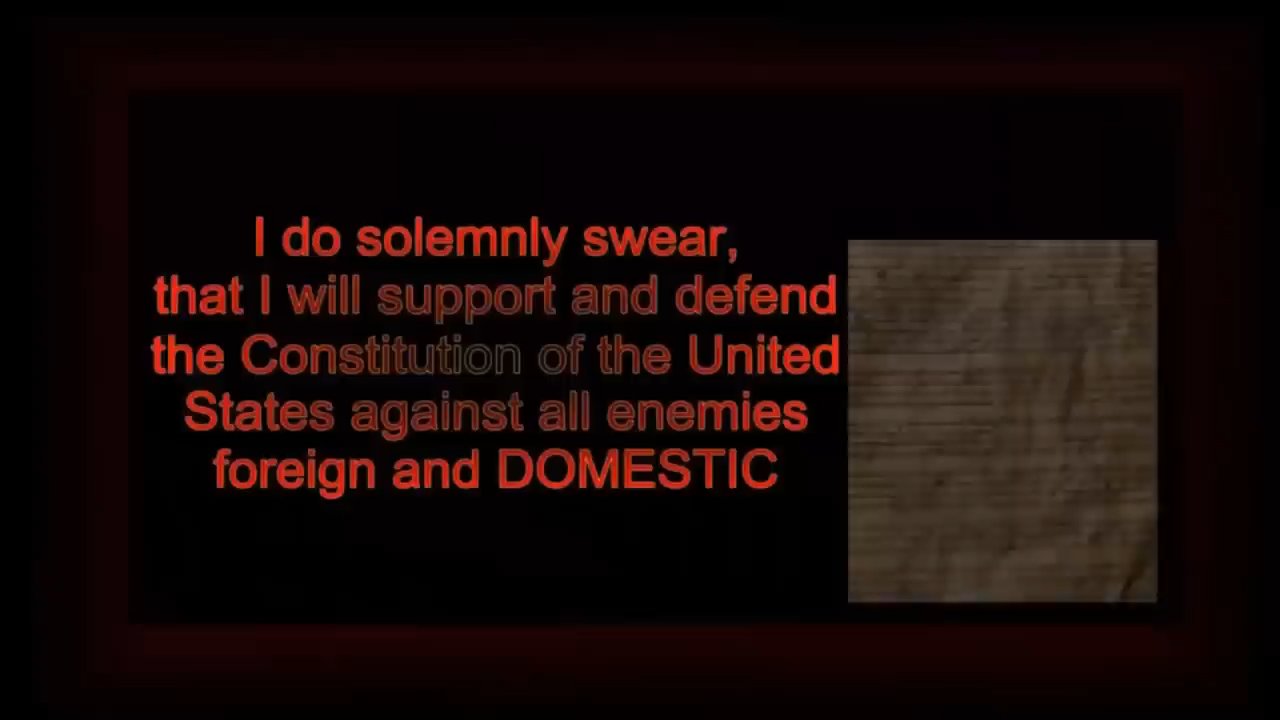 I do solemnly swear,
that I will support and defend
the Constitution of the United
States against all enemies
foreign and DOMESTIC